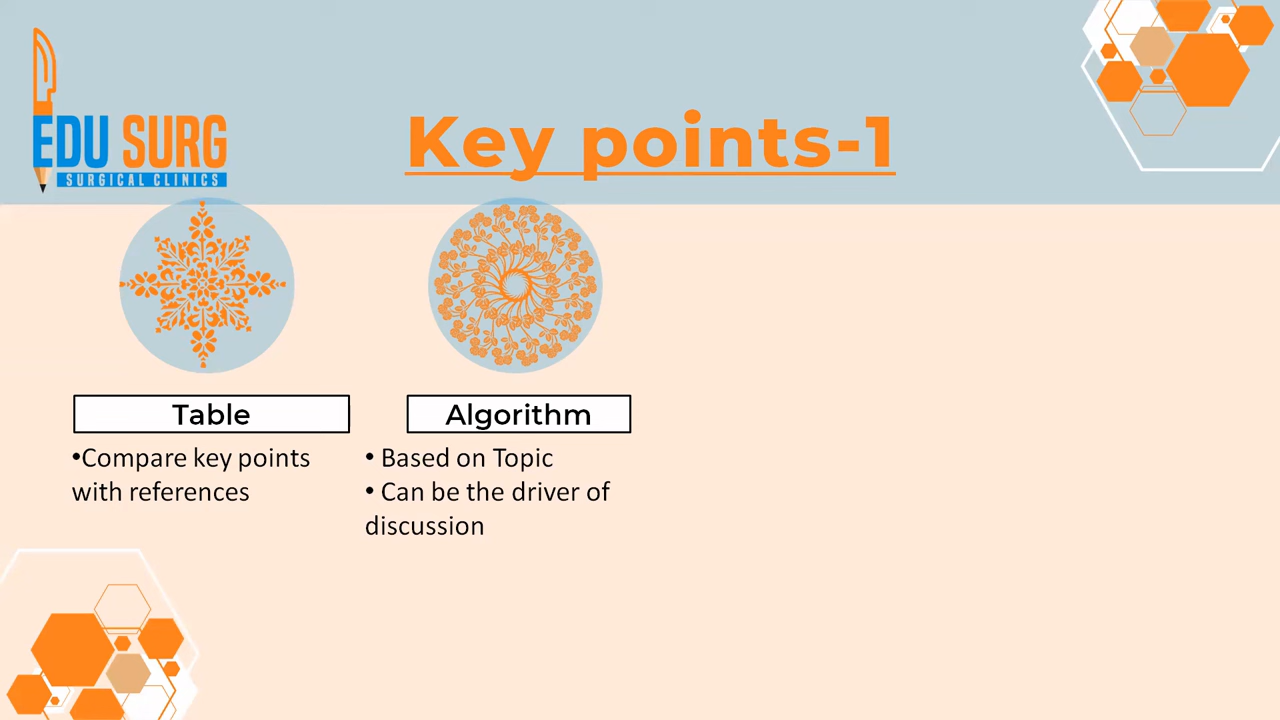 EDU SURG
SURGICAL CLINICS
Key points-1
Table
•Compare key points
with references
Algorithm
• Based on Topic
• Can be the driver of
discussion